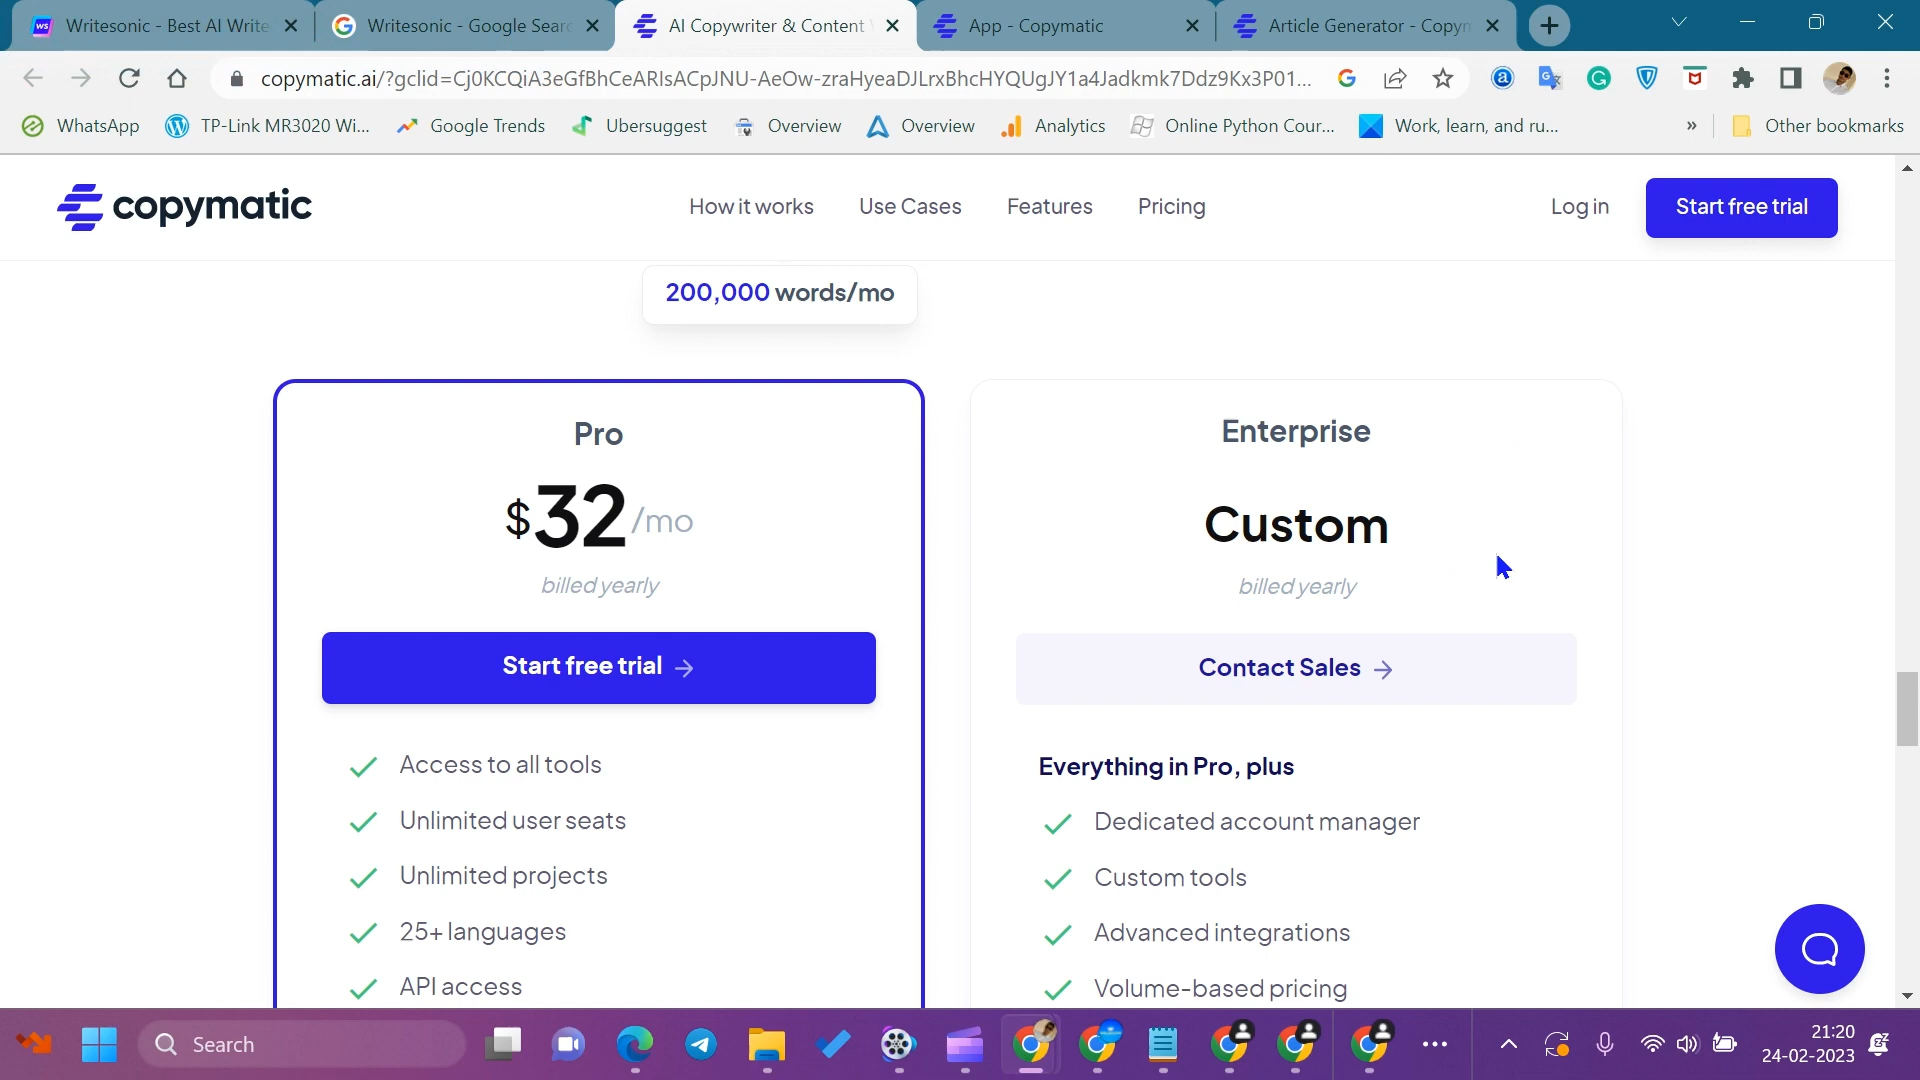 Writesonic - Best AI Write
Writesonic - Google Sear
AI Copywriter & Content
App - Copymatic
Article Generator - Copyn
copymatic.ai/?gclid=Cj0KCQiA3eGfBhCeARIsACpJNU-AeOw-zraHyeaDJLrxBhcHYQUgJY1a4Jadkmk7Ddz9Kx3P01...
WhatsApp
TP-Link MR3020 Wi...
Google Trends
Ubersuggest
Overview
Overview
Analytics
Online Python Cour...
Work, learn, and ru...
»
Other bookmarks
copymatic
How it works
Use Cases
Features
Pricing
Log in
Start free trial
200,000 words/mo
Pro
$32/mo
billed yearly
Start free trial →
Access to all tools
Unlimited user seats
Unlimited projects
25+ languages
API access
Enterprise
Custom
billed yearly
Contact Sales →
Everything in Pro, plus
Dedicated account manager
Custom tools
Advanced integrations
Volume-based pricing
Search
21:20
24-02-2023